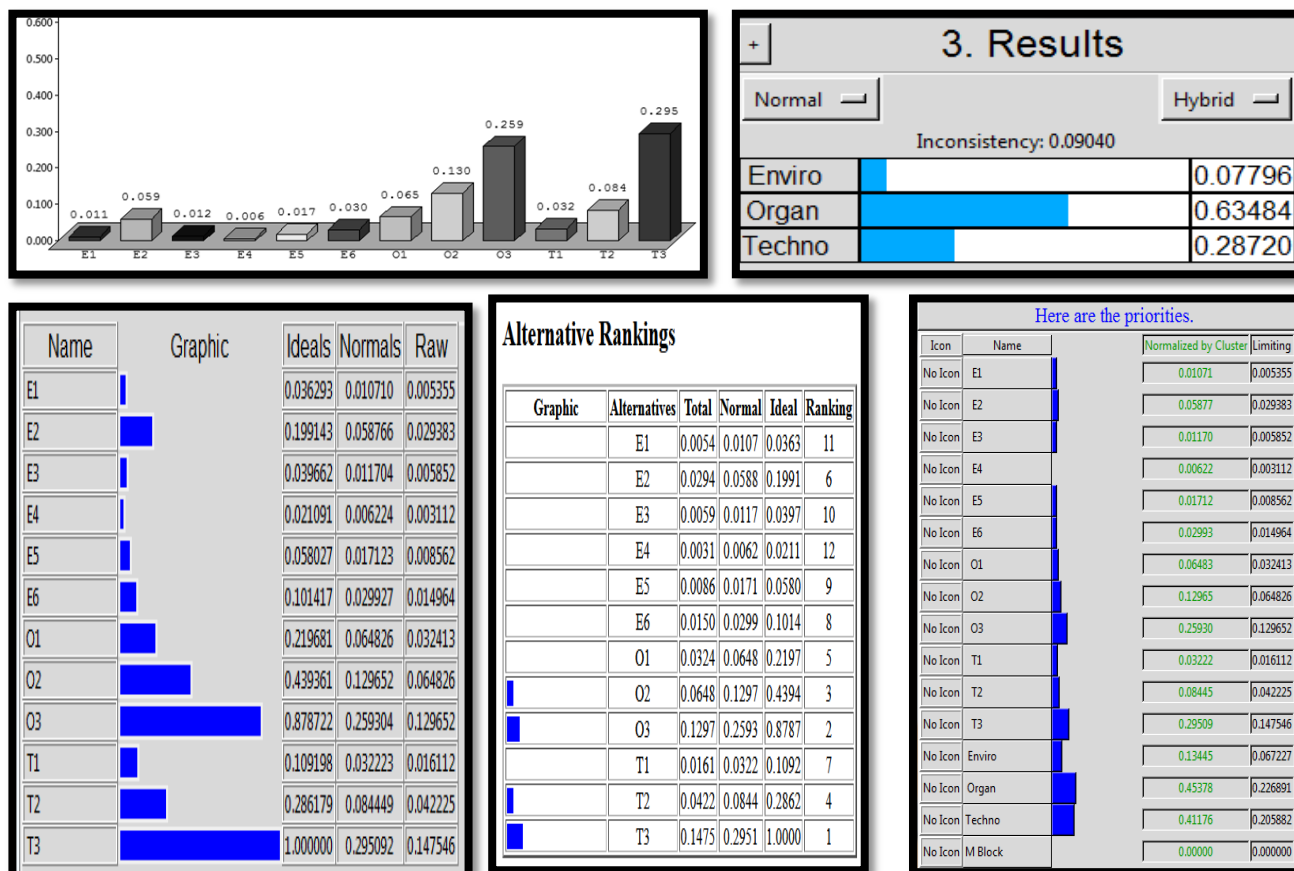 0.600
0.500
0.400
0.300
0.200
0.100
0.000
0.011
0.059
0.012
0.006
0.017
0.030
0.065
0.130
0.259
0.032
0.084
0.295
E1 E2 E3 E4 E5 E6 O1 O2 O3 T1 T2 T3
+ 3. Results
Normal Hybrid
Inconsistency: 0.09040
Enviro 0.07796
Organ 0.63484
Techno 0.28720
Name Graphic Ideals Normals Raw
E1 0.036293 0.010710 0.005355
E2 0.199143 0.058766 0.029383
E3 0.039662 0.011704 0.005852
E4 0.021091 0.006224 0.003112
E5 0.058027 0.017123 0.008562
E6 0.101417 0.029927 0.014964
O1 0.219681 0.064826 0.032413
O2 0.439361 0.129652 0.064826
O3 0.878722 0.259304 0.129652
T1 0.109198 0.032223 0.016112
T2 0.286179 0.084449 0.042225
T3 1.000000 0.295092 0.147546
Alternative Rankings
Graphic Alternatives Total Normal Ideal Ranking
E1 0.0054 0.0107 0.0363 11
E2 0.0294 0.0588 0.1991 6
E3 0.0059 0.0117 0.0397 10
E4 0.0031 0.0062 0.0211 12
E5 0.0086 0.0171 0.0580 9
E6 0.0150 0.0299 0.1014 8
O1 0.0324 0.0648 0.2197 5
O2 0.0648 0.1297 0.4394 3
O3 0.1297 0.2593 0.8787 2
T1 0.0161 0.0322 0.1092 7
T2 0.0422 0.0844 0.2862 4
T3 0.1475 0.2951 1.0000 1
Here are the priorities.
Icon Name Normalized by Cluster Limiting
No Icon E1 0.01071 0.005355
No Icon E2 0.05877 0.029383
No Icon E3 0.01170 0.005852
No Icon E4 0.00622 0.003112
No Icon E5 0.01712 0.008562
No Icon E6 0.02993 0.014964
No Icon O1 0.06483 0.032413
No Icon O2 0.12965 0.064826
No Icon O3 0.25930 0.129652
No Icon T1 0.03222 0.016112
No Icon T2 0.08445 0.042225
No Icon T3 0.29509 0.147546
No Icon Enviro 0.13445 0.067227
No Icon Organ 0.45378 0.226891
No Icon Techno 0.41176 0.205882
No Icon M Block 0.00000 0.000000